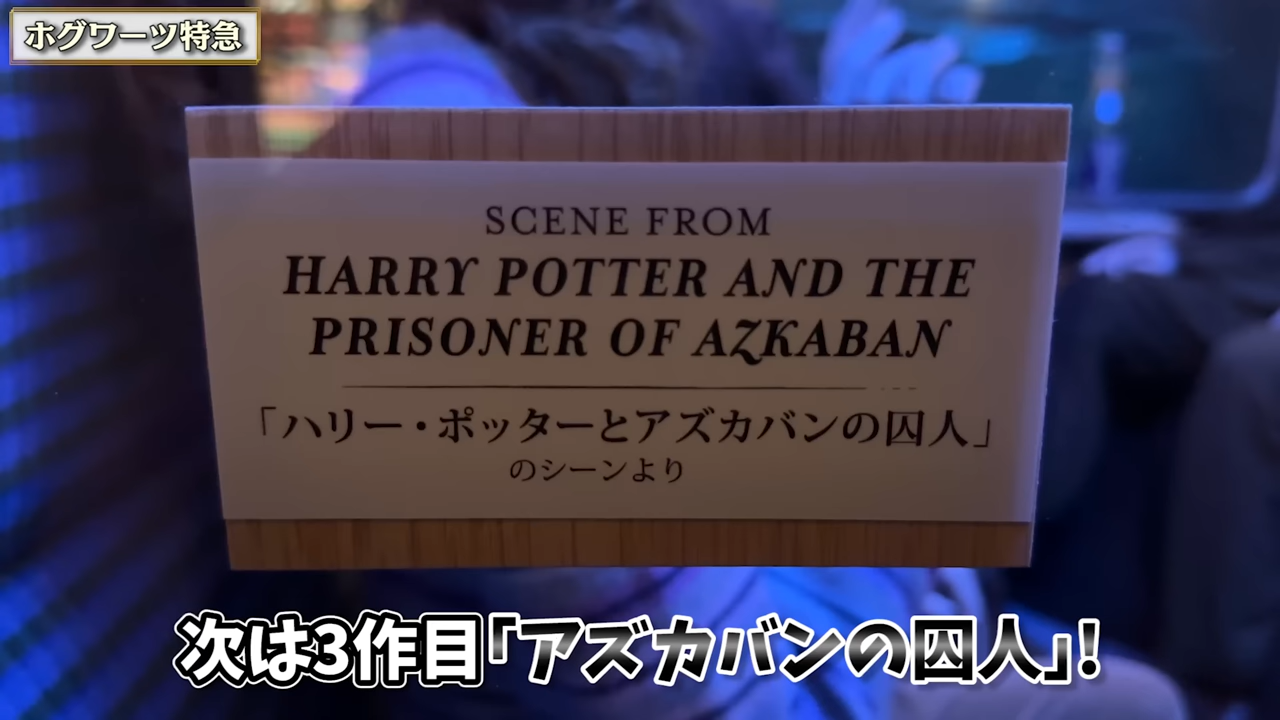 ホグワーツ特急
SCENE FROM
HARRY POTTER AND THE
PRISONER OF AZKABAN
「ハリー・ポッターとアズカバンの囚人」
のシーンより
次は3作目「アズカバンの囚人」!